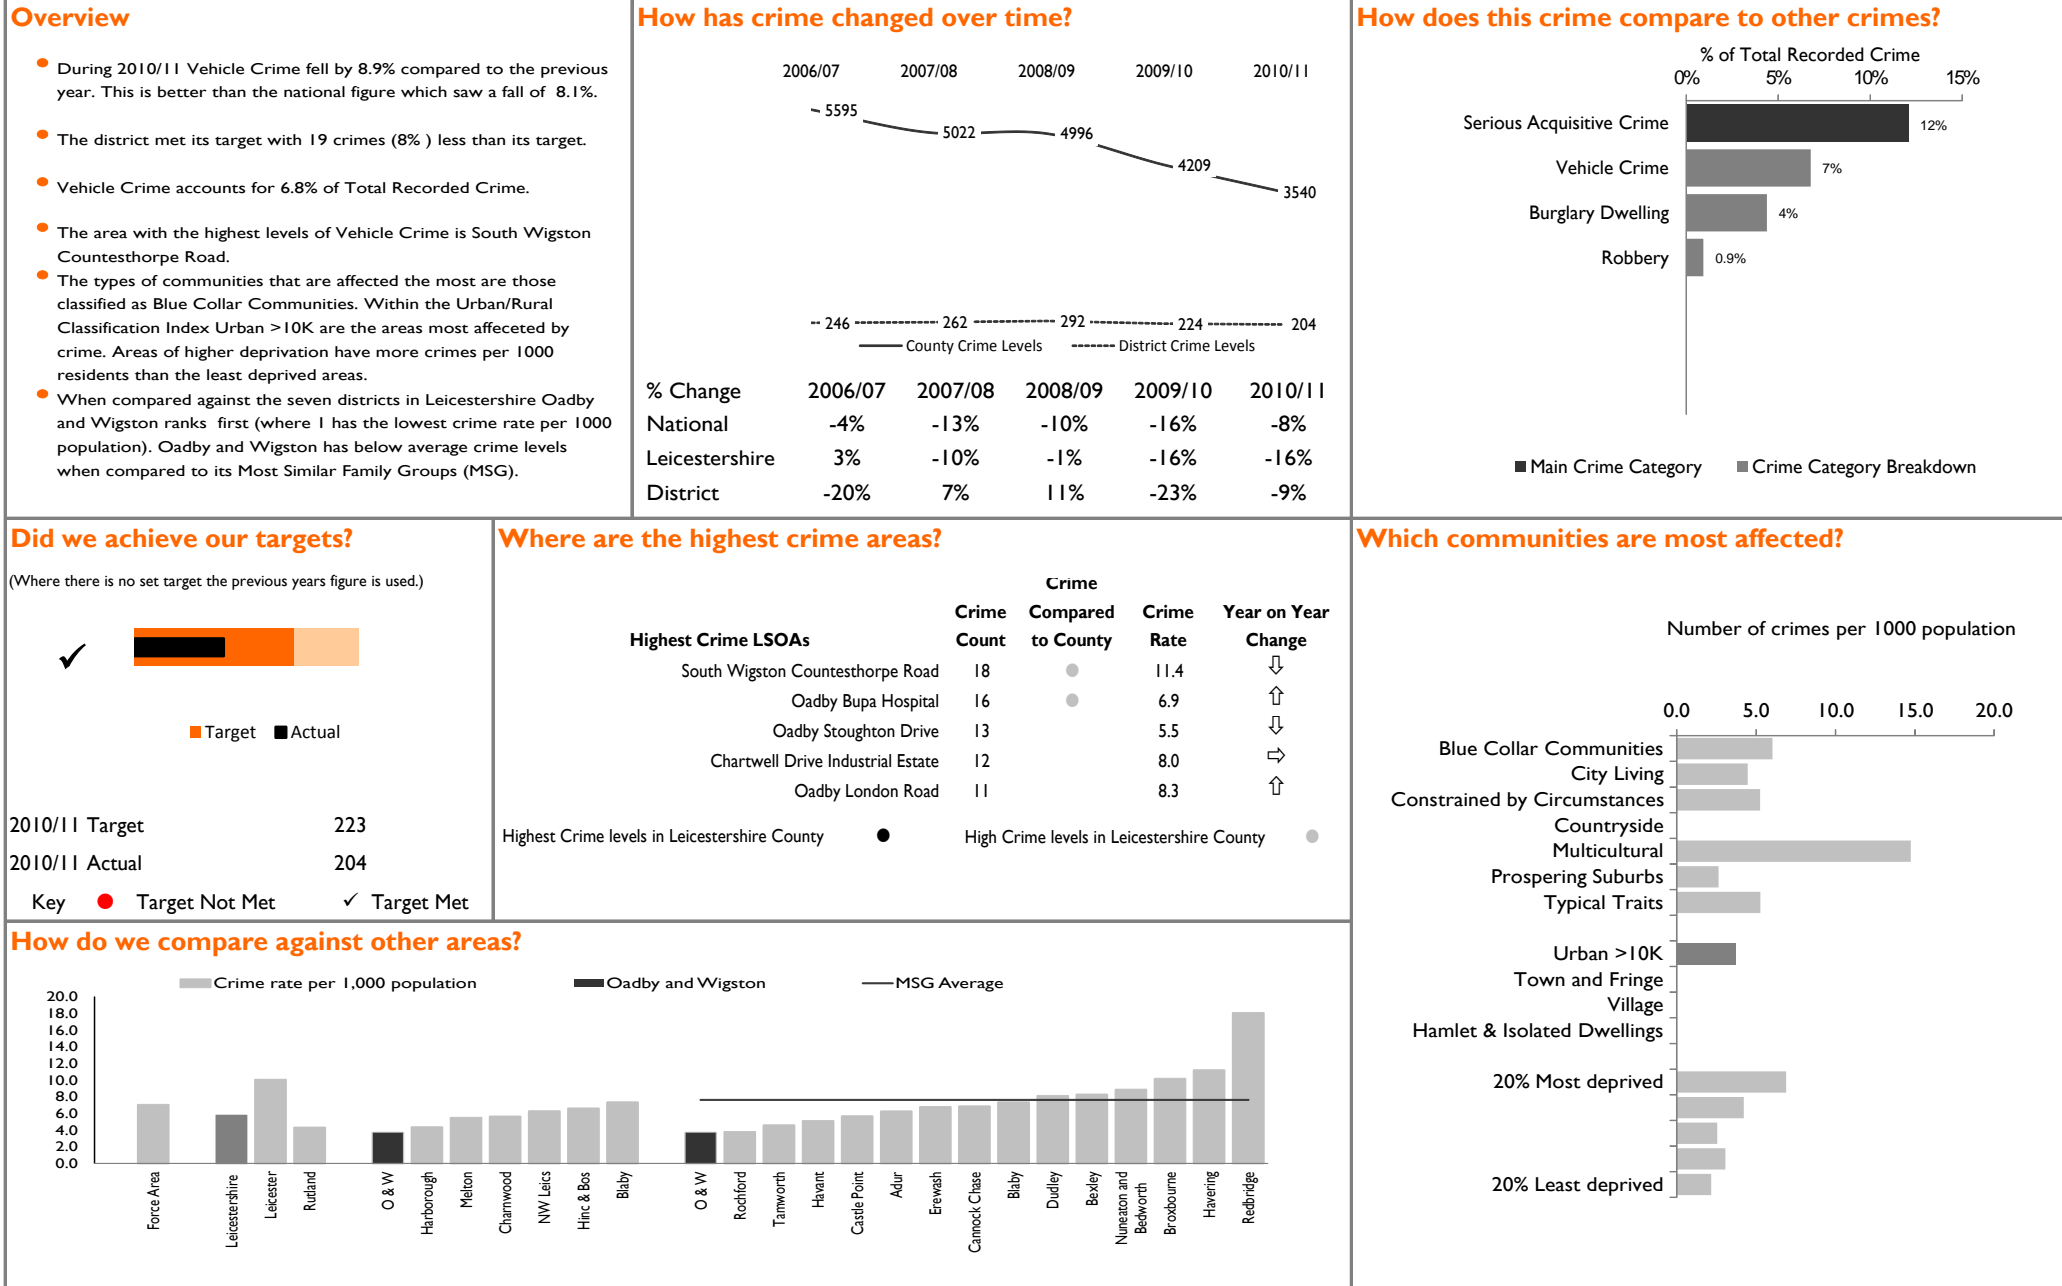 Overview
During 2010/11 Vehicle Crime fell by 8.9% compared to the previous
year. This is better than the national figure which saw a fall of 8.1%.
The district met its target with 19 crimes (8% ) less than its target.
Vehicle Crime accounts for 6.8% of Total Recorded Crime.
The area with the highest levels of Vehicle Crime is South Wigston
Countesthorpe Road.
The types of communities that are affected the most are those
classified as Blue Collar Communities. Within the Urban/Rural
Classification Index Urban >10K are the areas most affeceted by
crime. Areas of higher deprivation have more crimes per 1000
residents than the least deprived areas.
When compared against the seven districts in Leicestershire Oadby
and Wigston ranks first (where 1 has the lowest crime rate per 1000
population). Oadby and Wigston has below average crime levels
when compared to its Most Similar Family Groups (MSG).
How has crime changed over time?
2006/07 2007/08 2008/09 2009/10 2010/11
5595 5022 4996 4209 3540
246 262 292 224 204
County Crime Levels District Crime Levels
% Change 2006/07 2007/08 2008/09 2009/10 2010/11
National -4% -13% -10% -16% -8%
Leicestershire 3% -10% -1% -16% -16%
District -20% 7% 11% -23% -9%
How does this crime compare to other crimes?
% of Total Recorded Crime
0% 5% 10% 15%
Serious Acquisitive Crime 12%
Vehicle Crime 7%
Burglary Dwelling 4%
Robbery 0.9%
Main Crime Category Crime Category Breakdown
Did we achieve our targets?
(Where there is no set target the previous years figure is used.)
✓
Target Actual
2010/11 Target 223
2010/11 Actual 204
Key Target Not Met ✓ Target Met
Where are the highest crime areas?
Crime
Crime Compared Crime Year on Year
Highest Crime LSOAs Count to County Rate Change
South Wigston Countesthorpe Road 18 11.4 ⇩
Oadby Bupa Hospital 16 6.9 ⇧
Oadby Stoughton Drive 13 5.5 ⇩
Chartwell Drive Industrial Estate 12 8.0 ⇨
Oadby London Road 11 8.3 ⇧
Highest Crime levels in Leicestershire County High Crime levels in Leicestershire County
Which communities are most affected?
Number of crimes per 1000 population
0.0 5.0 10.0 15.0 20.0
Blue Collar Communities
City Living
Constrained by Circumstances
Countryside
Multicultural
Prospering Suburbs
Typical Traits
Urban >10K
Town and Fringe
Village
Hamlet & Isolated Dwellings
20% Most deprived
20% Least deprived
How do we compare against other areas?
Crime rate per 1,000 population Oadby and Wigston MSG Average
20.0
18.0
16.0
14.0
12.0
10.0
8.0
6.0
4.0
2.0
0.0
Force Area
Leicestershire
Leicester
Rutland
O & W
Harborough
Melton
Charnwood
NW Leics
Hinc & Bos
Blaby
O & W
Rochford
Tamworth
Havant
Castle Point
Adur
Erewash
Cannock Chase
Blaby
Dudley
Bexley
Nuneaton and
Bedworth
Broxbourne
Havering
Redbridge